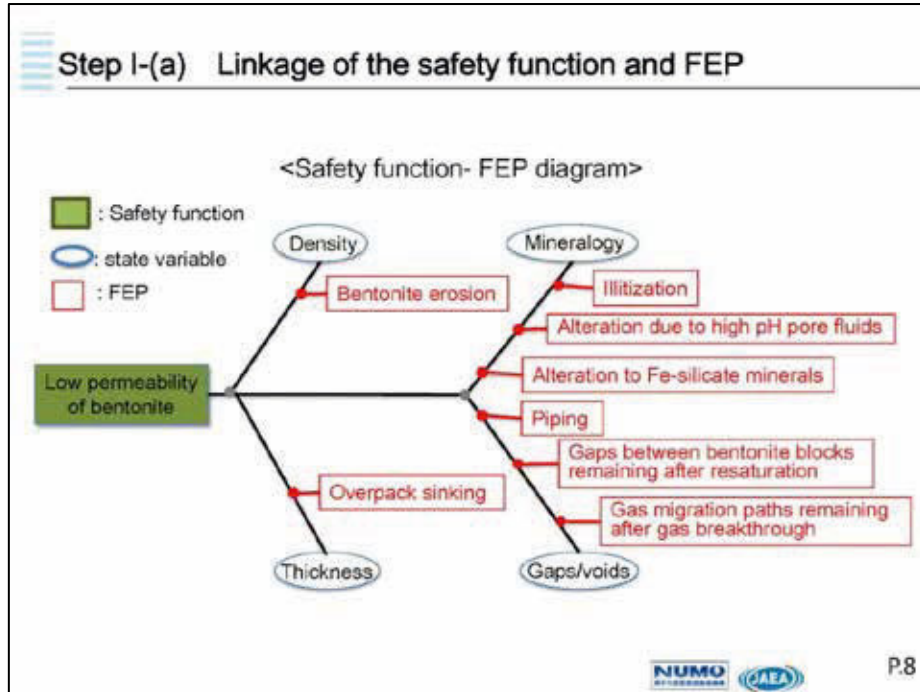 Step I-(a) Linkage of the safety function and FEP
<Safety function- FEP diagram>
: Safety function
: state variable
: FEP
Density
Mineralogy
Bentonite erosion
Illitization
Alteration due to high pH pore fluids
Low permeability
of bentonite
Alteration to Fe-silicate minerals
Piping
Gaps between bentonite blocks
remaining after resaturation
Overpack sinking
Gas migration paths remaining
after gas breakthrough
Thickness
Gaps/voids
NUMO
JAEA
P.8